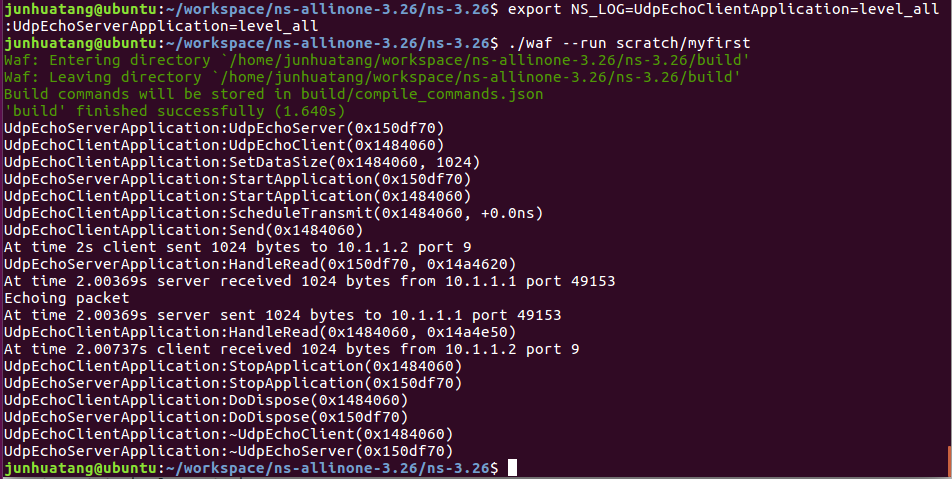 junhuatang@ubuntu:~/workspace/ns-allinone-3.26/ns-3.26$ export NS_LOG=UdpEchoClientApplication=level_all
:UdpEchoServerApplication=level_all
junhuatang@ubuntu:~/workspace/ns-allinone-3.26/ns-3.26$ ./waf --run scratch/myfirst
Waf: Entering directory `/home/junhuatang/workspace/ns-allinone-3.26/ns-3.26/build'
Waf: Leaving directory `/home/junhuatang/workspace/ns-allinone-3.26/ns-3.26/build'
Build commands will be stored in build/compile_commands.json
'build' finished successfully (1.640s)
UdpEchoServerApplication:UdpEchoServer(0x150df70)
UdpEchoClientApplication:UdpEchoClient(0x1484060)
UdpEchoClientApplication:SetDataSize(0x1484060, 1024)
UdpEchoServerApplication:StartApplication(0x150df70)
UdpEchoClientApplication:StartApplication(0x1484060)
UdpEchoClientApplication:ScheduleTransmit(0x1484060, +0.0ns)
UdpEchoClientApplication:Send(0x1484060)
At time 2s client sent 1024 bytes to 10.1.1.2 port 9
UdpEchoServerApplication:HandleRead(0x150df70, 0x14a4620)
At time 2.00369s server received 1024 bytes from 10.1.1.1 port 49153
Echoing packet
At time 2.00369s server sent 1024 bytes to 10.1.1.1 port 49153
UdpEchoClientApplication:HandleRead(0x1484060, 0x14a4e50)
At time 2.00737s client received 1024 bytes from 10.1.1.2 port 9
UdpEchoClientApplication:StopApplication(0x1484060)
UdpEchoServerApplication:StopApplication(0x150df70)
UdpEchoClientApplication:DoDispose(0x1484060)
UdpEchoServerApplication:DoDispose(0x150df70)
UdpEchoClientApplication:~UdpEchoClient(0x1484060)
UdpEchoServerApplication:~UdpEchoServer(0x150df70)
junhuatang@ubuntu:~/workspace/ns-allinone-3.26/ns-3.26$